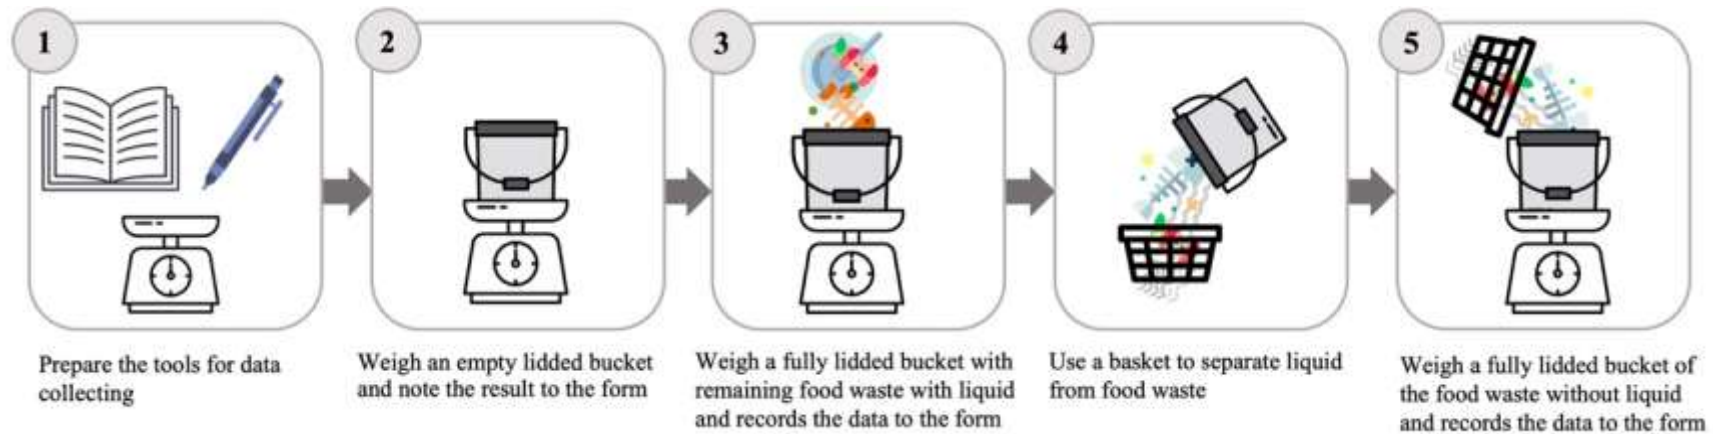 1
2
3
4
5
Prepare the tools for data
collecting
Weigh an empty lidded bucket
and note the result to the form
Weigh a fully lidded bucket with
remaining food waste with liquid
and records the data to the form
Use a basket to separate liquid
from food waste
Weigh a fully lidded bucket of
the food waste without liquid
and records the data to the form